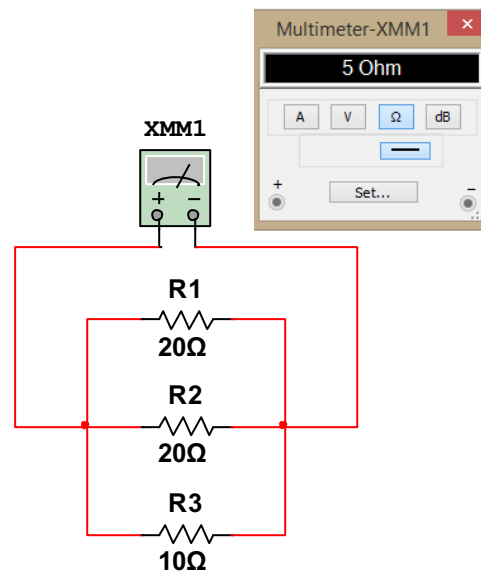 Multimeter-XMM1 ×
5 Ohm
A V Ω dB
+ Set... −
XMM1
+ −
R1
20Ω
R2
20Ω
R3
10Ω